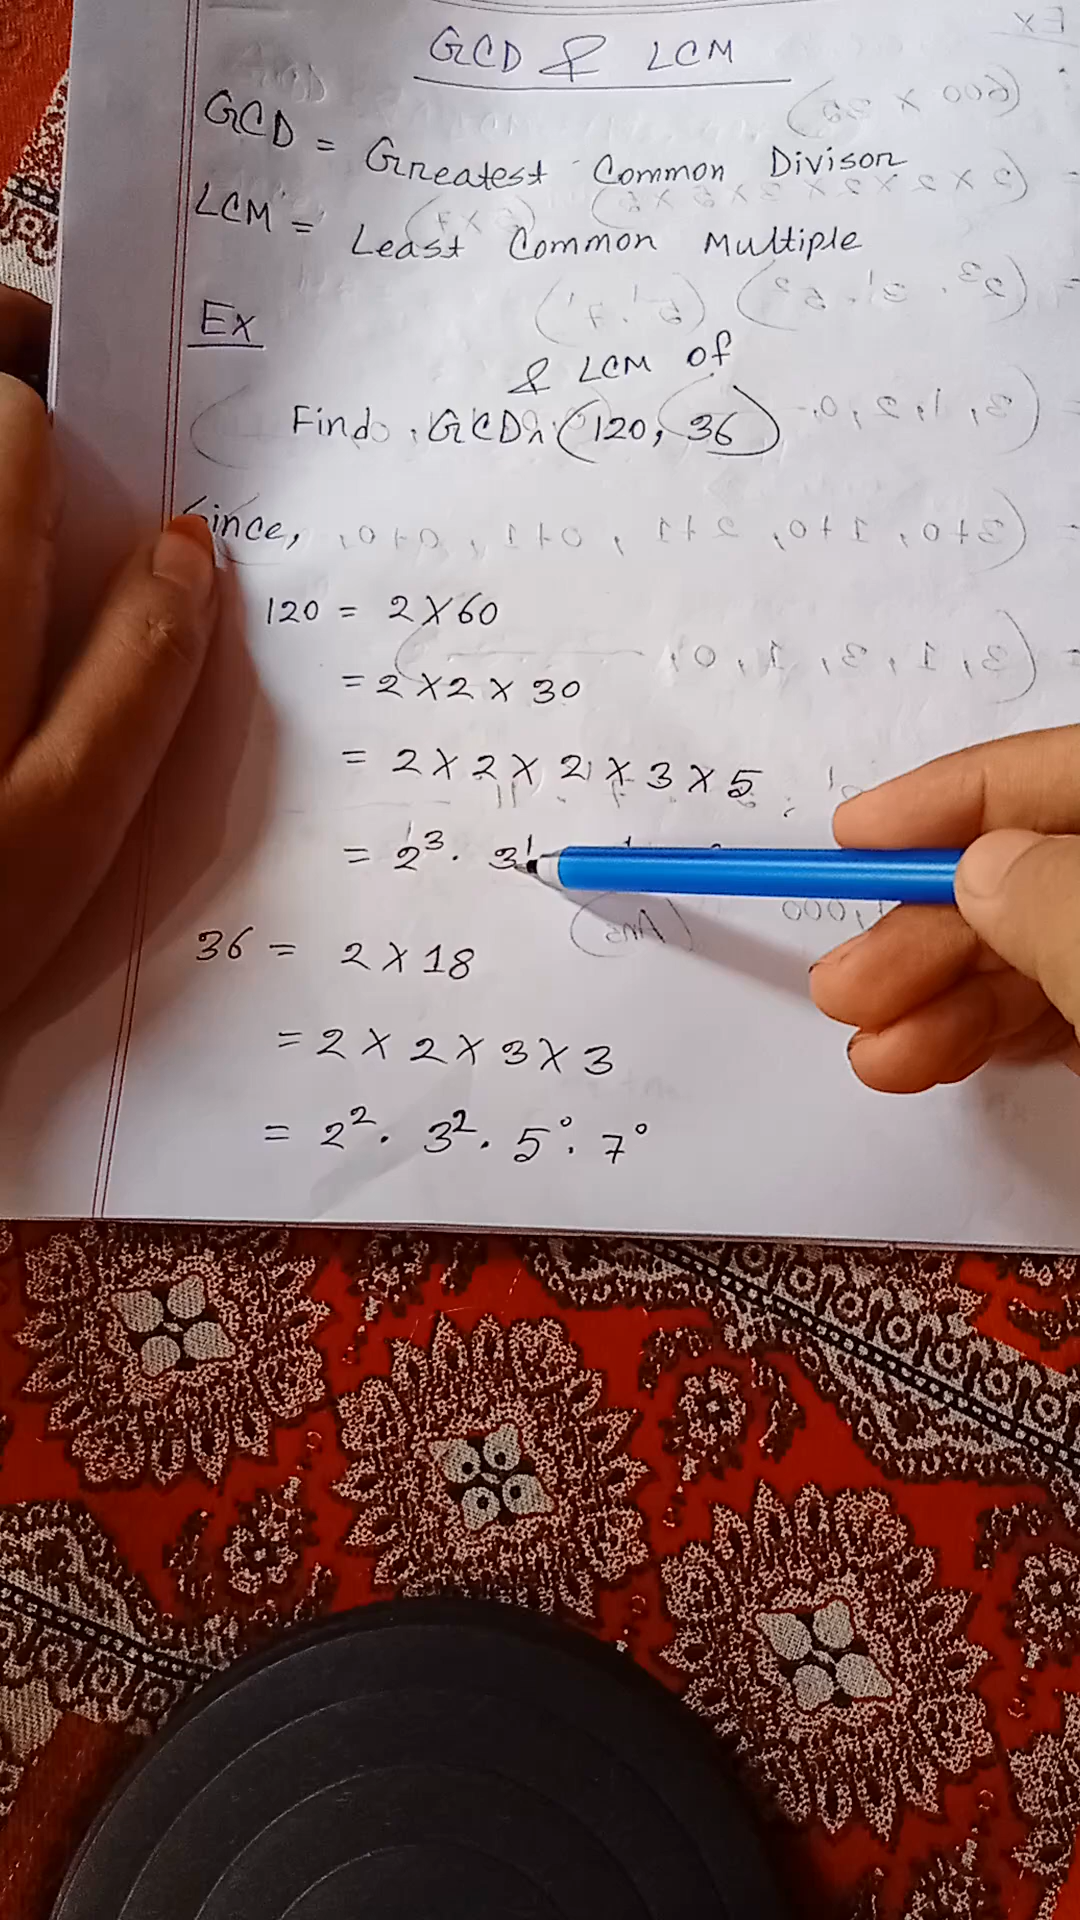 GCD & LCM
GCD = Greatest Common Divisor
LCM = Least Common Multiple
Ex
& LCM of
Find GCD (120, 36)
Since,
120 = 2 × 60
= 2 × 2 × 30
= 2 × 2 × 2 × 3 × 5
= 2³ · 3¹
36 = 2 × 18
= 2 × 2 × 3 × 3
= 2² · 3² · 5⁰ · 7⁰